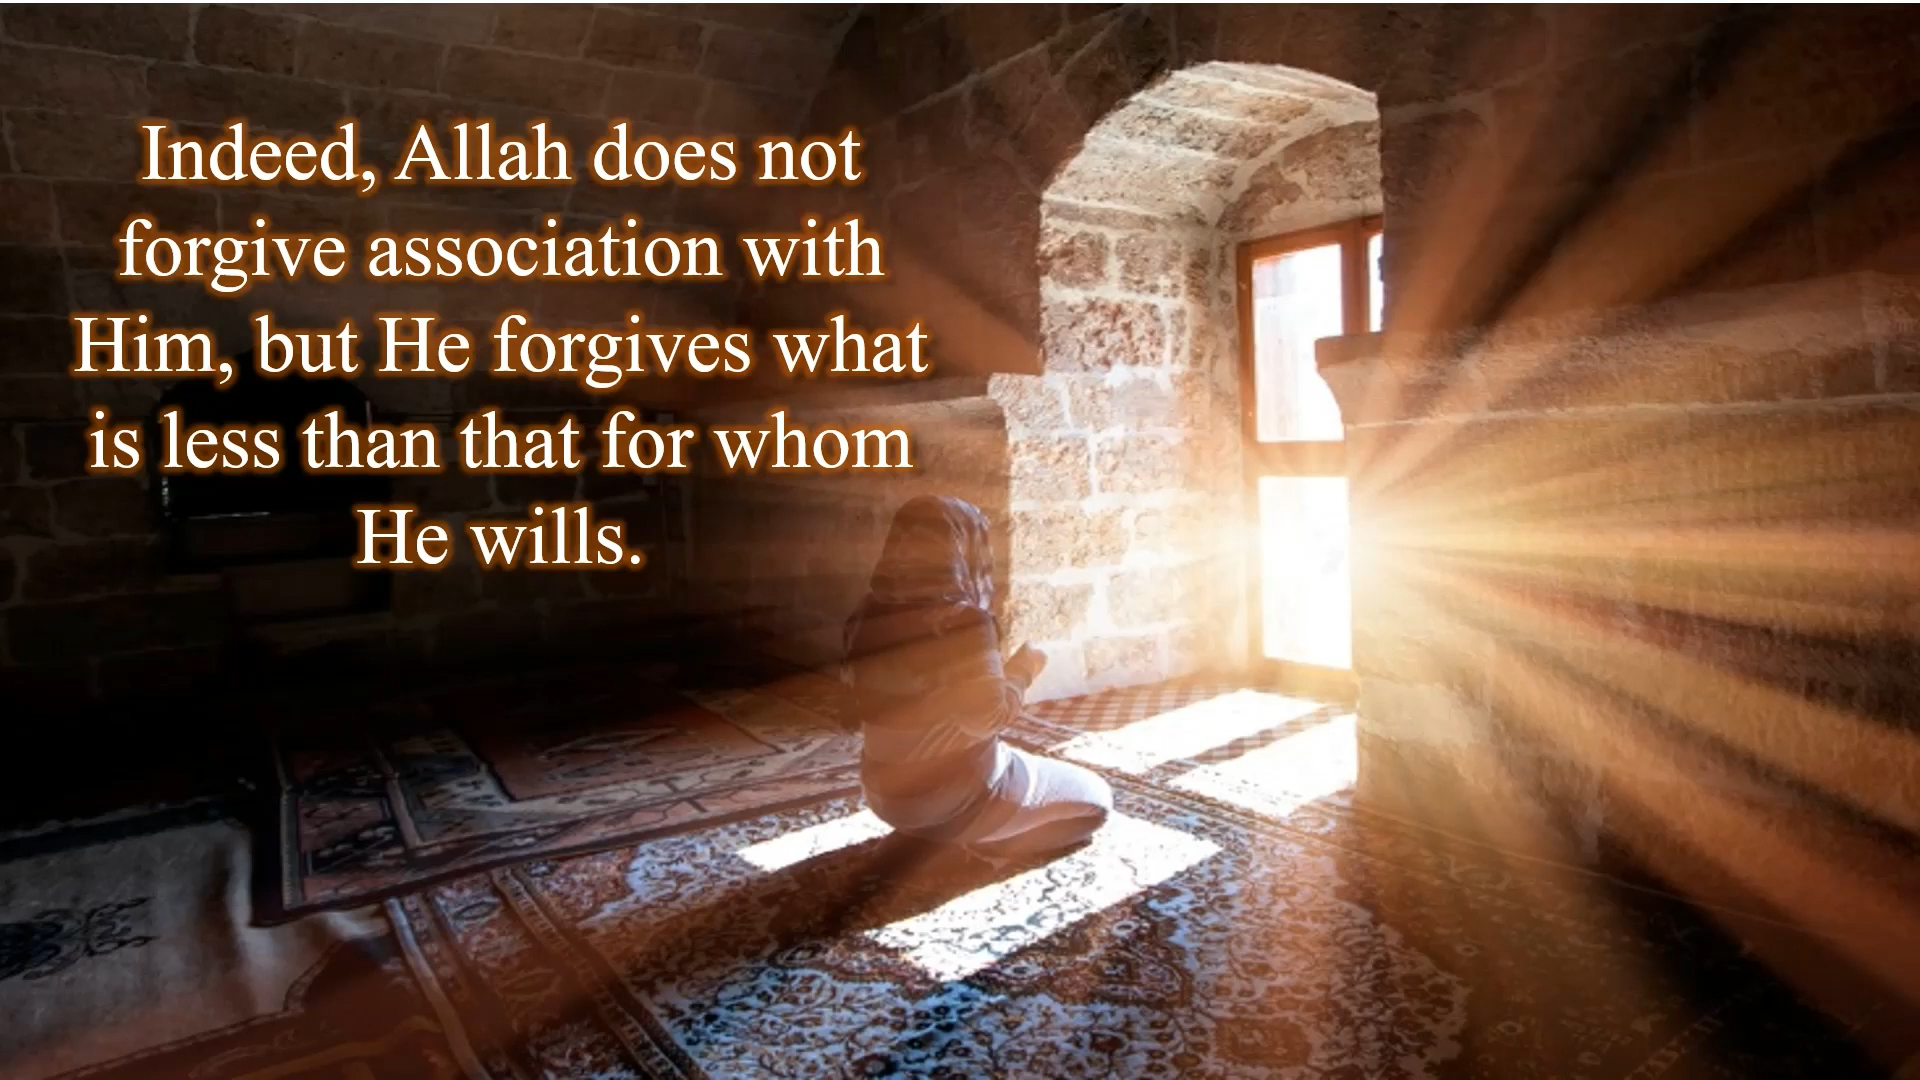 Indeed, Allah does not
forgive association with
Him, but He forgives what
is less than that for whom
He wills.